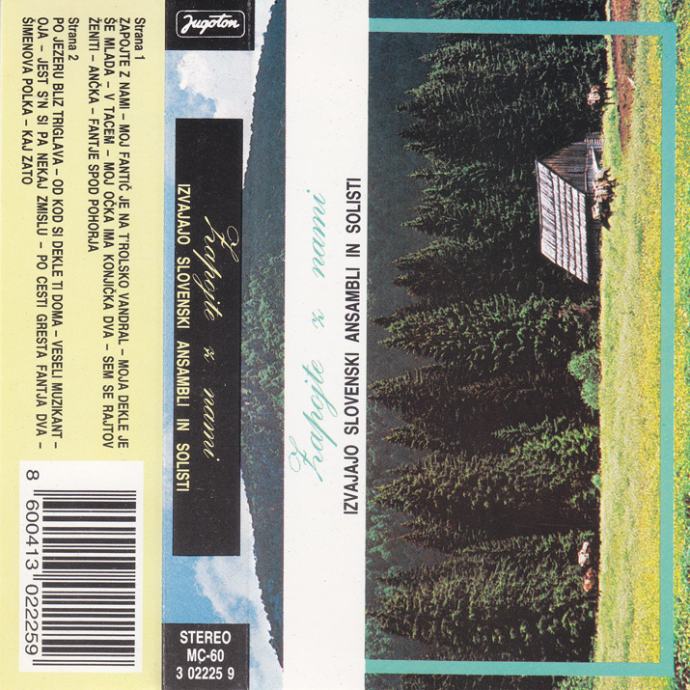 Strana 1
ZAPOJTE Z NAMI – MOJ FANTIČ JE NA T'ROLSKO VANDRAL – MOJA DEKLE JE
ŠE MLADA – V TACEM – MOJ OČKA IMA KONJIČKA DVA – SEM SE RAJTOV
ŽENITI – ANČKA – FANTJE SPOD POHORJA
Strana 2
PO JEZERU BLIZ TRIGLAVA – OD KOD SI DEKLE TI DOMA – VESELI MUZIKANT –
OJA – JEST S'N SI PA NEKAJ ZMISLU – PO CESTI GRESTA FANTJA DVA –
SIMENOVA POLKA – KAJ ZATO
8 600413 022259
Jugoton
Zapojte z nami
IZVAJAJO SLOVENSKI ANSAMBLI IN SOLISTI
STEREO
MC-60
3 02225 9
Zapojte z nami
IZVAJAJO SLOVENSKI ANSAMBLI IN SOLISTI